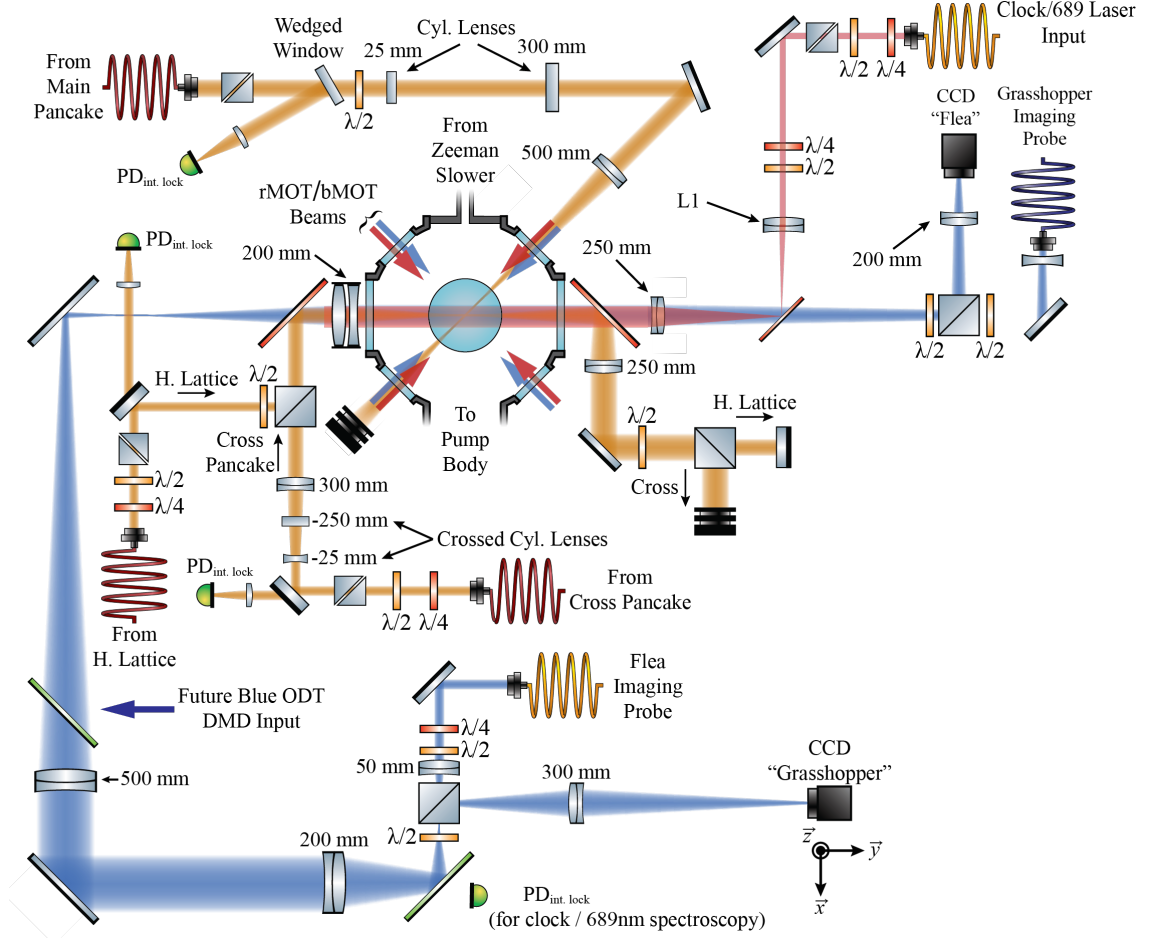 Wedged
Window
Cyl. Lenses
25 mm
300 mm
Clock/689 Laser
Input
From
Main
Pancake
λ/2
λ/2
λ/4
PD_int. lock
From
Zeeman
Slower
500 mm
λ/4
λ/2
CCD
“Flea”
Grasshopper
Imaging
Probe
rMOT/bMOT
Beams
{
L1
PD_int. lock
200 mm
250 mm
200 mm
λ/2
λ/2
H. Lattice
λ/2
250 mm
Cross
Pancake
To
Pump
Body
λ/2
H. Lattice
Cross
λ/2
λ/4
300 mm
-250 mm
-25 mm
Crossed Cyl. Lenses
PD_int. lock
From
Cross Pancake
λ/2
λ/4
From
H. Lattice
Flea
Imaging
Probe
Future Blue ODT
DMD Input
λ/4
λ/2
50 mm
300 mm
CCD
“Grasshopper”
500 mm
λ/2
200 mm
z⃗
y⃗
x⃗
PD_int. lock
(for clock / 689nm spectroscopy)